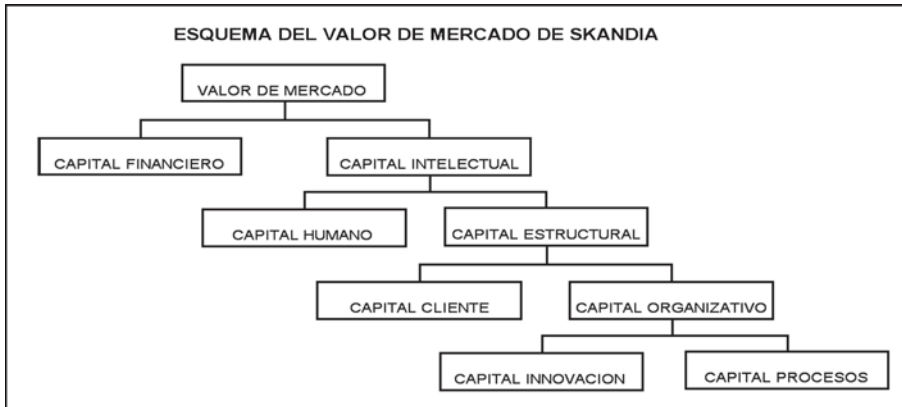 ESQUEMA DEL VALOR DE MERCADO DE SKANDIA
VALOR DE MERCADO
CAPITAL FINANCIERO
CAPITAL INTELECTUAL
CAPITAL HUMANO
CAPITAL ESTRUCTURAL
CAPITAL CLIENTE
CAPITAL ORGANIZATIVO
CAPITAL INNOVACION
CAPITAL PROCESOS